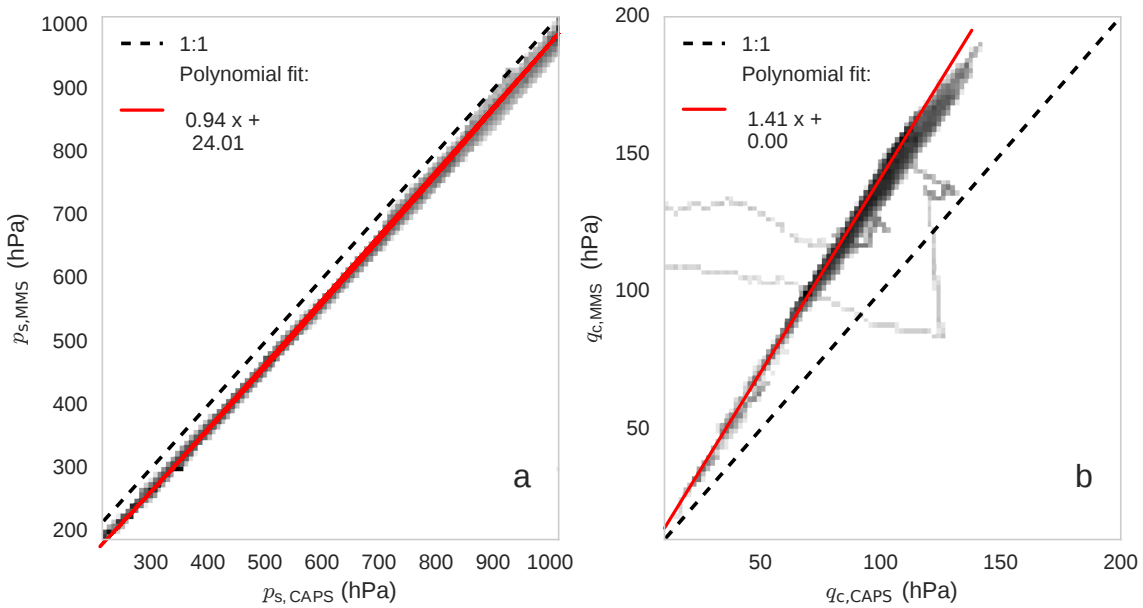 1000
900
800
700
600
500
400
300
200
p_s,MMS (hPa)
1:1
Polynomial fit:
0.94 x +
24.01
a
300 400 500 600 700 800 900 1000
p_s,CAPS (hPa)
200
150
100
50
q_c,MMS (hPa)
1:1
Polynomial fit:
1.41 x +
0.00
b
50 100 150 200
q_c,CAPS (hPa)